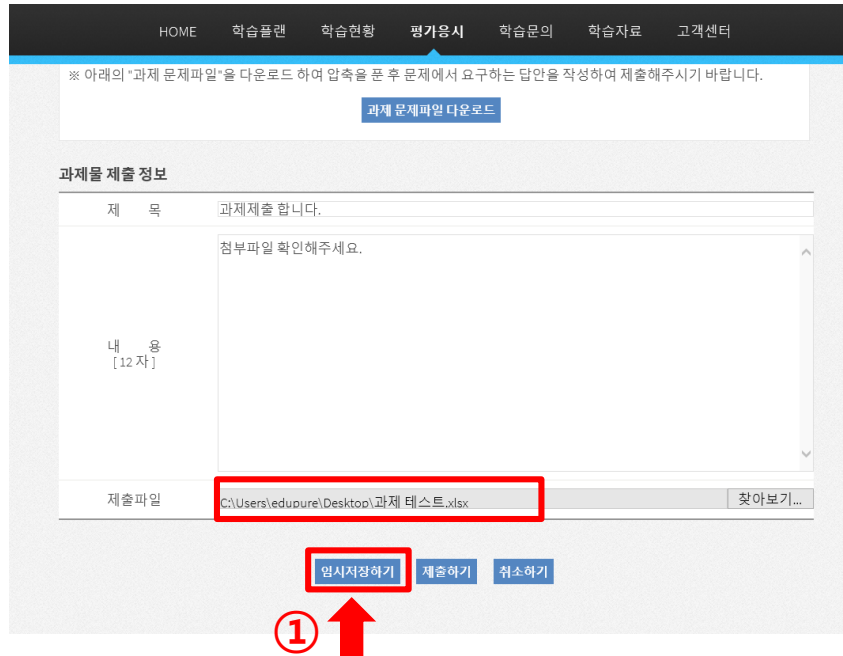 HOME 학습플랜 학습현황 평가응시 학습문의 학습자료 고객센터
※ 아래의 "과제 문제파일"을 다운로드 하여 압축을 푼 후 문제에서 요구하는 답안을 작성하여 제출해주시기 바랍니다.
과제 문제파일 다운로드
과제물 제출 정보
제 목 과제제출 합니다.
첨부파일 확인해주세요.
내 용
[ 12 자 ]
제출파일 C:\Users\edupure\Desktop\과제 테스트.xlsx 찾아보기...
임시저장하기 제출하기 취소하기
①